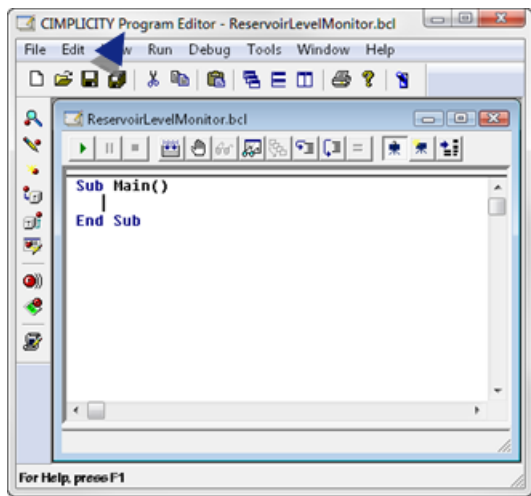 CIMPLICITY Program Editor - ReservoirLevelMonitor.bcl
File Edit Run Debug Tools Window Help
ReservoirLevelMonitor.bcl
Sub Main()
End Sub
For Help, press F1